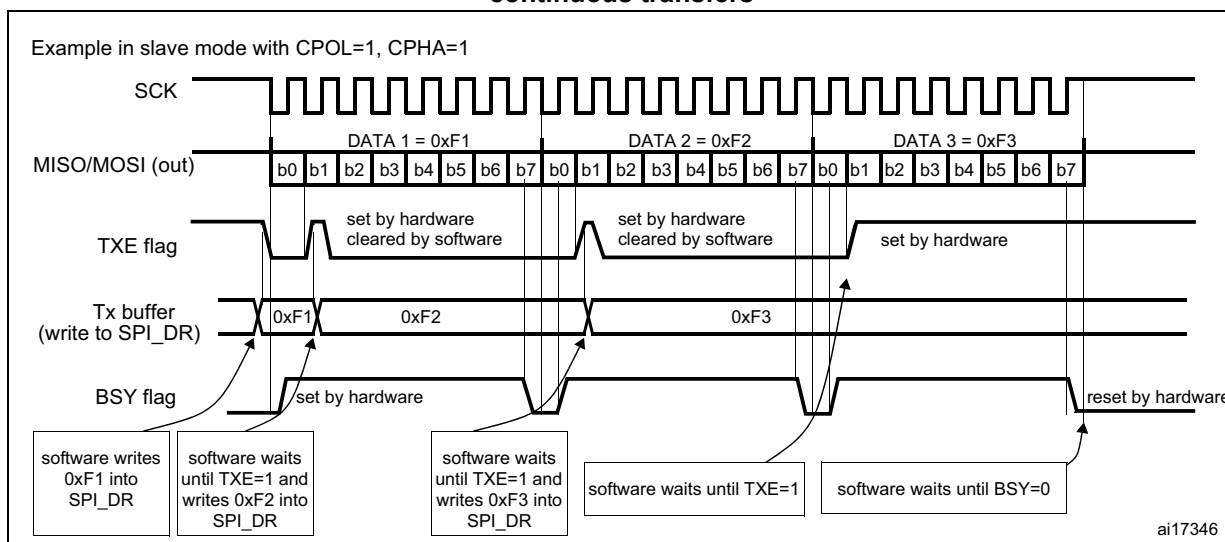 continuous transfers
Example in slave mode with CPOL=1, CPHA=1
SCK
DATA 1 = 0xF1
DATA 2 = 0xF2
DATA 3 = 0xF3
MISO/MOSI (out)
b0 b1 b2 b3 b4 b5 b6 b7 b0 b1 b2 b3 b4 b5 b6 b7 b0 b1 b2 b3 b4 b5 b6 b7
TXE flag
set by hardware
cleared by software
set by hardware
cleared by software
set by hardware
Tx buffer
(write to SPI_DR)
0xF1
0xF2
0xF3
BSY flag
set by hardware
reset by hardware
software writes
0xF1 into
SPI_DR
software waits
until TXE=1 and
writes 0xF2 into
SPI_DR
software waits
until TXE=1 and
writes 0xF3 into
SPI_DR
software waits until TXE=1
software waits until BSY=0
ai17346